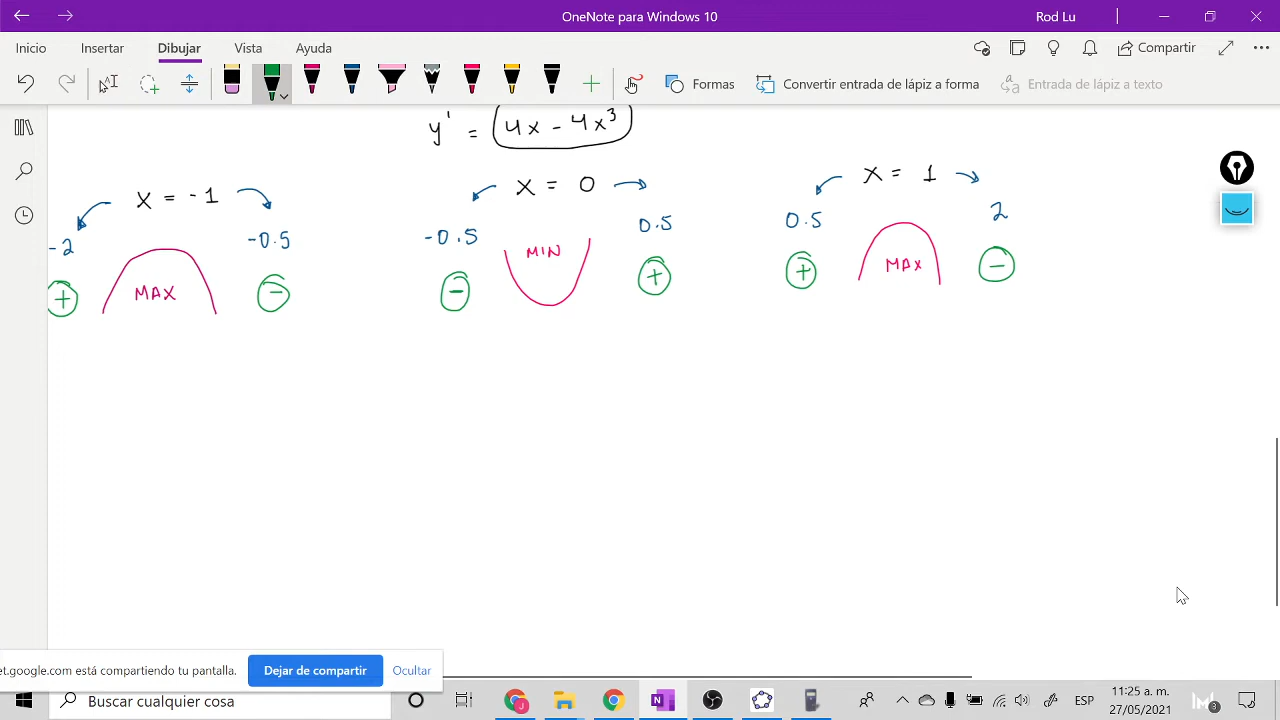 OneNote para Windows 10
Rod Lu
Inicio Insertar Dibujar Vista Ayuda
Compartir
Formas
Convertir entrada de lápiz a forma
Entrada de lápiz a texto
y' = 4x - 4x³
x = -1
x = 0
x = 1
-2
-0.5
-0.5
0.5
0.5
2
+ MAX -
- MIN +
+ MAX -
et.google.com está compartiendo tu pantalla.
Dejar de compartir
Ocultar
Buscar cualquier cosa
J
N
ESP
11:25 a. m.
27/05/2021
3